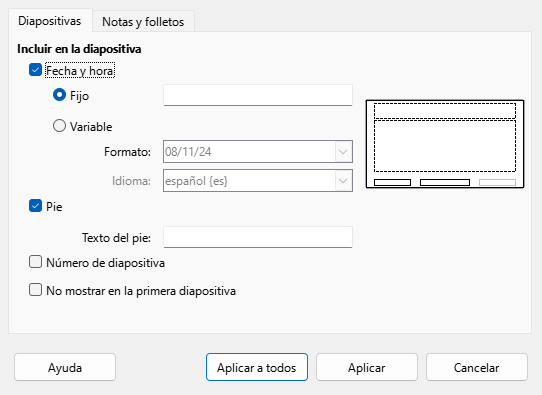 Diapositivas Notas y folletos
Incluir en la diapositiva
Fecha y hora
Fijo
Variable
Formato: 08/11/24
Idioma: español {es}
Pie
Texto del pie:
Número de diapositiva
No mostrar en la primera diapositiva
Ayuda Aplicar a todos Aplicar Cancelar